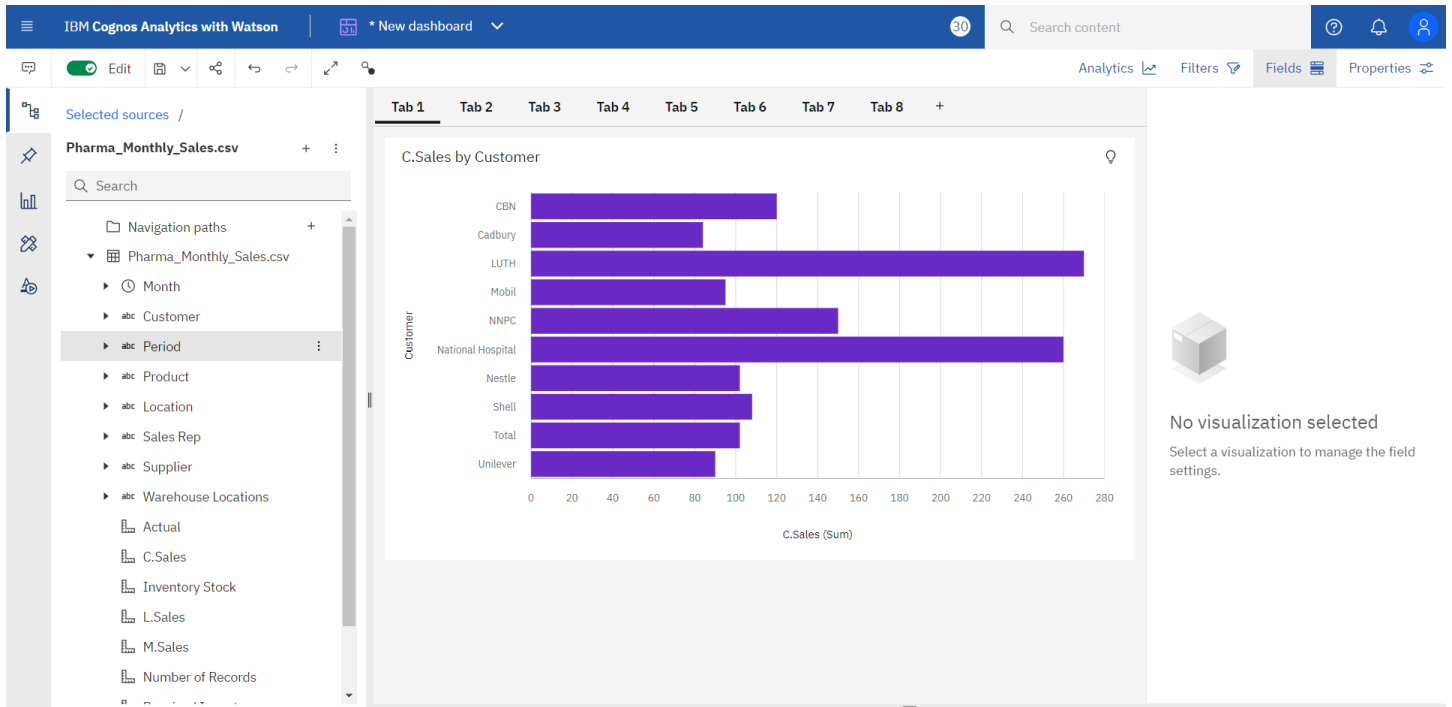 IBM Cognos Analytics with Watson
* New dashboard
30
Search content
Edit
Analytics
Filters
Fields
Properties
Selected sources /
Pharma_Monthly_Sales.csv
Search
Navigation paths
Pharma_Monthly_Sales.csv
Month
abc Customer
abc Period
abc Product
abc Location
abc Sales Rep
abc Supplier
abc Warehouse Locations
Actual
C.Sales
Inventory Stock
L.Sales
M.Sales
Number of Records
Tab 1 Tab 2 Tab 3 Tab 4 Tab 5 Tab 6 Tab 7 Tab 8 +
C.Sales by Customer
Customer
CBN
Cadbury
LUTH
Mobil
NNPC
National Hospital
Nestle
Shell
Total
Unilever
0 20 40 60 80 100 120 140 160 180 200 220 240 260 280
C.Sales (Sum)
No visualization selected
Select a visualization to manage the field
settings.